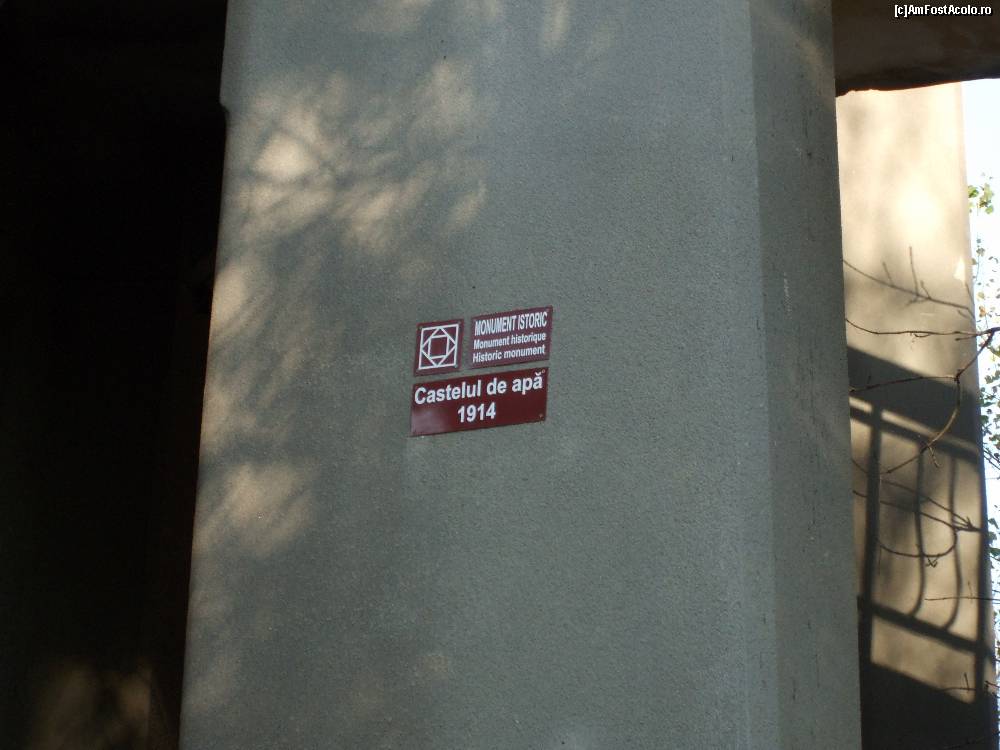 [c]AmFostAcolo.ro
MONUMENT ISTORIC
Monument historique
Historic monument
Castelul de apă
1914